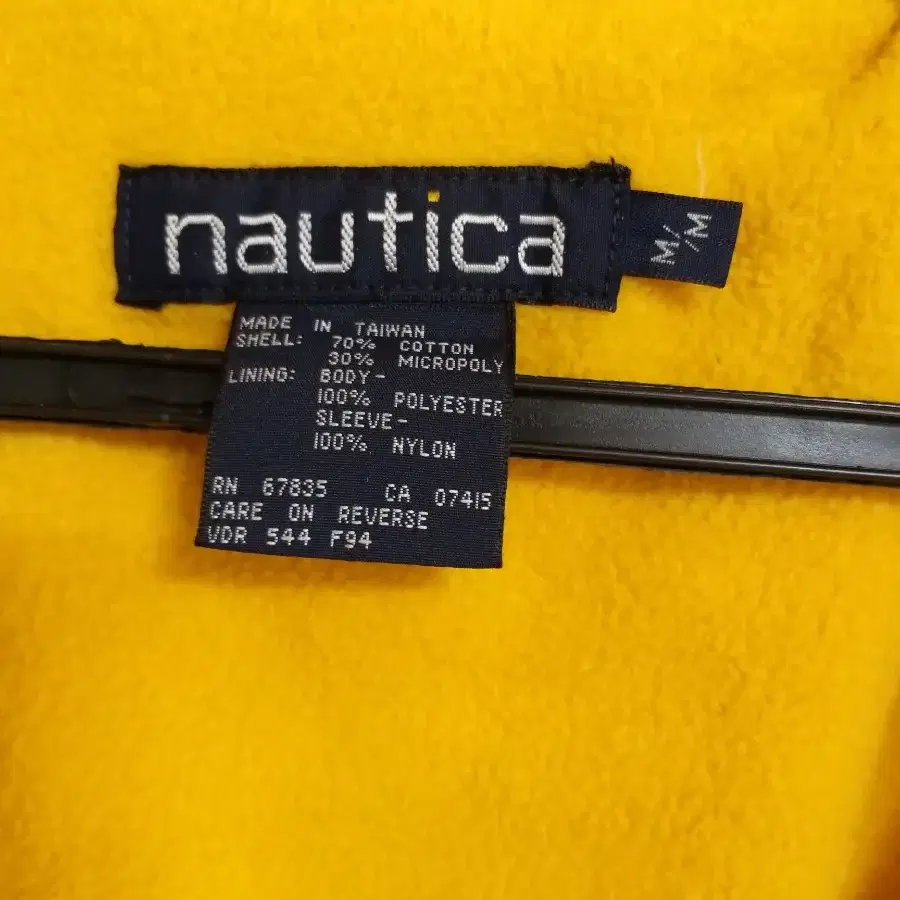 nautica
M/M
MADE IN TAIWAN
SHELL: 70% COTTON
30% MICROPOLY
LINING: BODY-
100% POLYESTER
SLEEVE-
100% NYLON
RN 67835 CA 07415
CARE ON REVERSE
VDR 544 F94